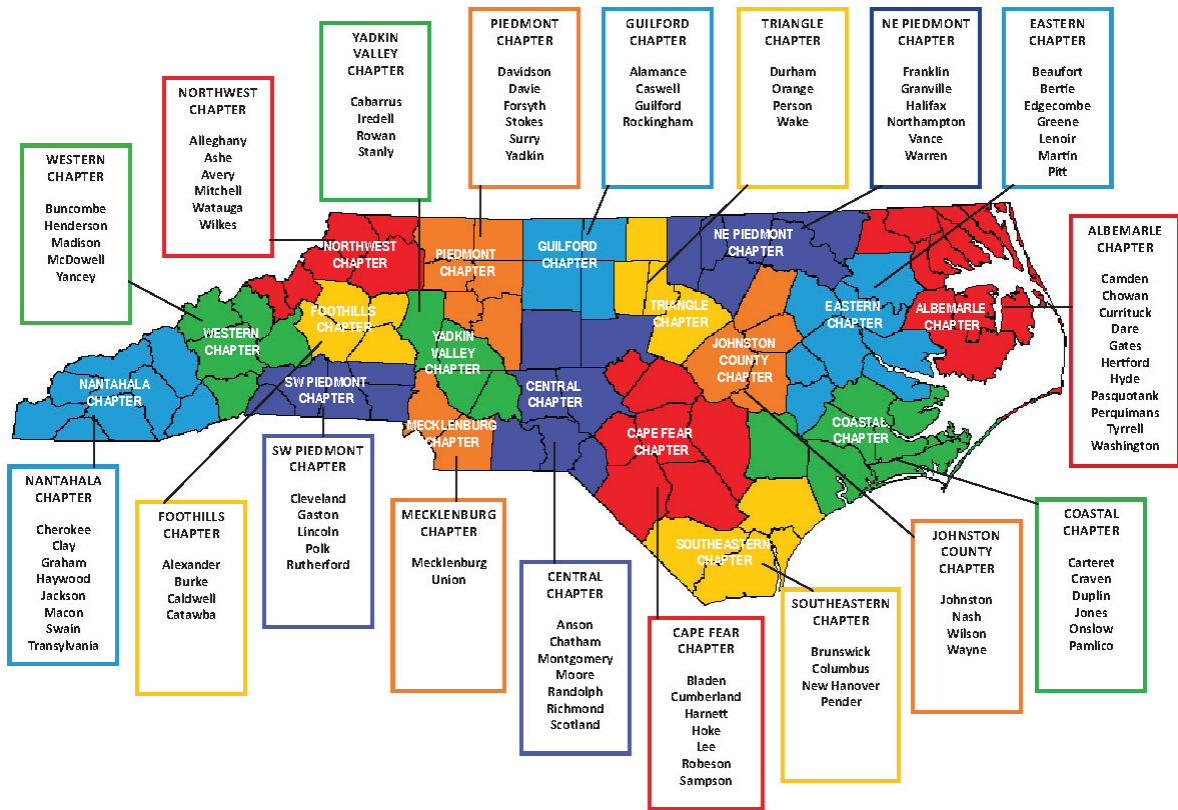 YADKIN
VALLEY
CHAPTER
Cabarrus
Iredell
Rowan
Stanly
PIEDMONT
CHAPTER
Davidson
Davie
Forsyth
Stokes
Surry
Yadkin
GUILFORD
CHAPTER
Alamance
Caswell
Guilford
Rockingham
TRIANGLE
CHAPTER
Durham
Orange
Person
Wake
NE PIEDMONT
CHAPTER
Franklin
Granville
Halifax
Northampton
Vance
Warren
EASTERN
CHAPTER
Beaufort
Bertie
Edgecombe
Greene
Lenoir
Martin
Pitt
NORTHWEST
CHAPTER
Alleghany
Ashe
Avery
Mitchell
Watauga
Wilkes
WESTERN
CHAPTER
Buncombe
Henderson
Madison
McDowell
Yancey
ALBEMARLE
CHAPTER
Camden
Chowan
Currituck
Dare
Gates
Hertford
Hyde
Pasquotank
Perquimans
Tyrrell
Washington
NORTHWEST
CHAPTER
PIEDMONT
CHAPTER
GUILFORD
CHAPTER
NE PIEDMONT
CHAPTER
FOOTHILLS
CHAPTER
TRIANGLE
CHAPTER
EASTERN
CHAPTER
ALBEMARLE
CHAPTER
WESTERN
CHAPTER
YADKIN
VALLEY
CHAPTER
JOHNSTON
COUNTY
CHAPTER
NANTAHALA
CHAPTER
SW PIEDMONT
CHAPTER
CENTRAL
CHAPTER
MECKLENBURG
CHAPTER
CAPE FEAR
CHAPTER
COASTAL
CHAPTER
SOUTHEASTERN
CHAPTER
NANTAHALA
CHAPTER
Cherokee
Clay
Graham
Haywood
Jackson
Macon
Swain
Transylvania
FOOTHILLS
CHAPTER
Alexander
Burke
Caldwell
Catawba
SW PIEDMONT
CHAPTER
Cleveland
Gaston
Lincoln
Polk
Rutherford
MECKLENBURG
CHAPTER
Mecklenburg
Union
CENTRAL
CHAPTER
Anson
Chatham
Montgomery
Moore
Randolph
Richmond
Scotland
CAPE FEAR
CHAPTER
Bladen
Cumberland
Harnett
Hoke
Lee
Robeson
Sampson
SOUTHEASTERN
CHAPTER
Brunswick
Columbus
New Hanover
Pender
JOHNSTON
COUNTY
CHAPTER
Johnston
Nash
Wilson
Wayne
COASTAL
CHAPTER
Carteret
Craven
Duplin
Jones
Onslow
Pamlico